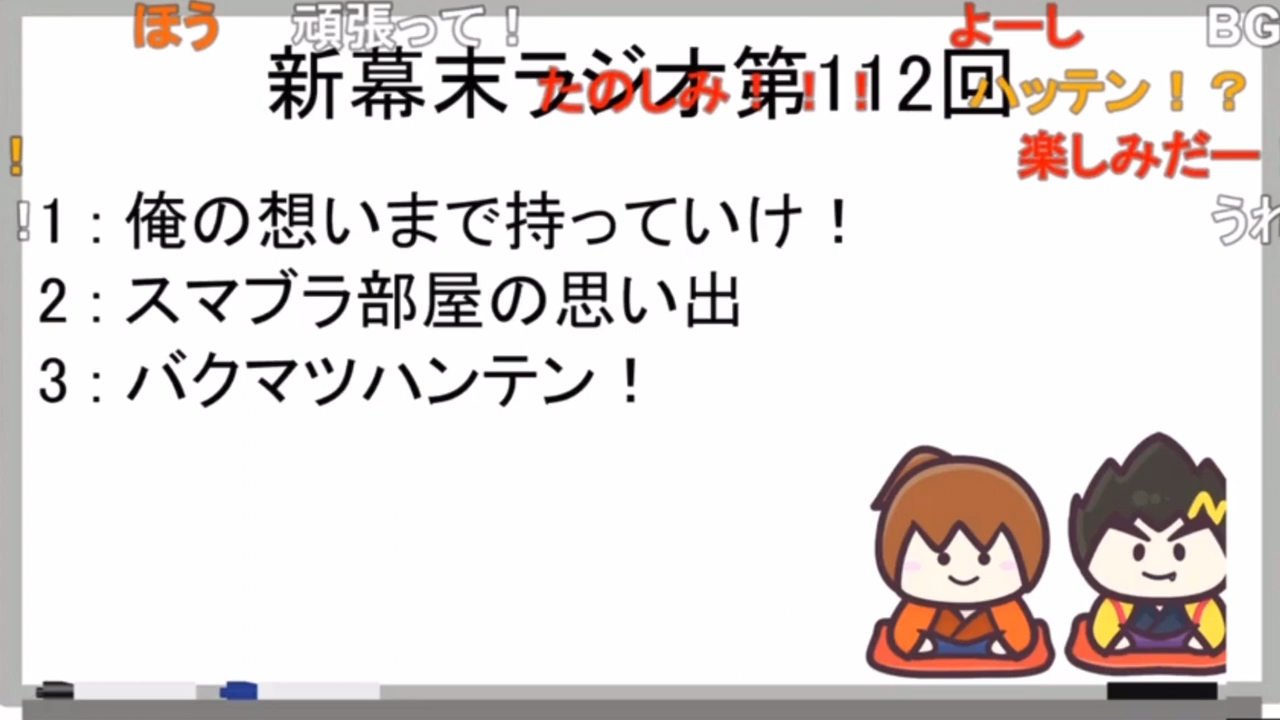 ほう 頑張って！ よーし BG
新幕末ラジオ第112回
たのしみ！！！ ハッテン！？
！ 楽しみだー
！ うれ
1：俺の想いまで持っていけ！
2：スマブラ部屋の思い出
3：バクマツハンテン！